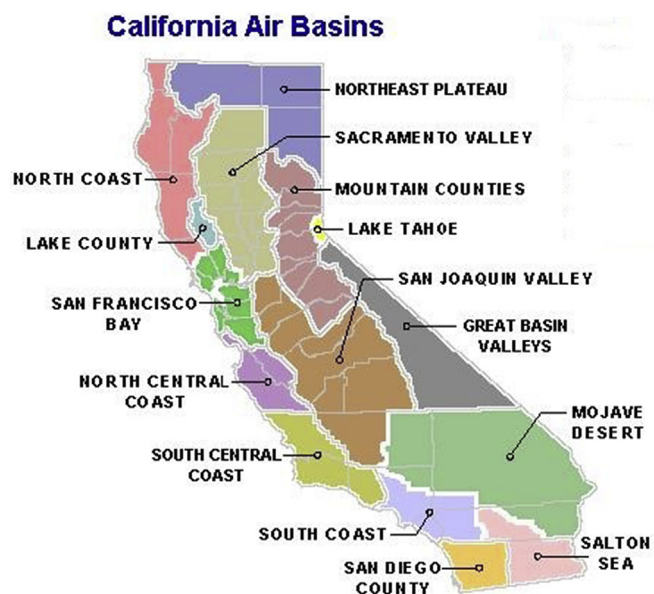 California Air Basins
NORTHEAST PLATEAU
SACRAMENTO VALLEY
NORTH COAST
MOUNTAIN COUNTIES
LAKE COUNTY
LAKE TAHOE
SAN JOAQUIN VALLEY
SAN FRANCISCO
BAY
GREAT BASIN
VALLEYS
NORTH CENTRAL
COAST
MOJAVE
DESERT
SOUTH CENTRAL
COAST
SOUTH COAST
SALTON
SEA
SAN DIEGO
COUNTY